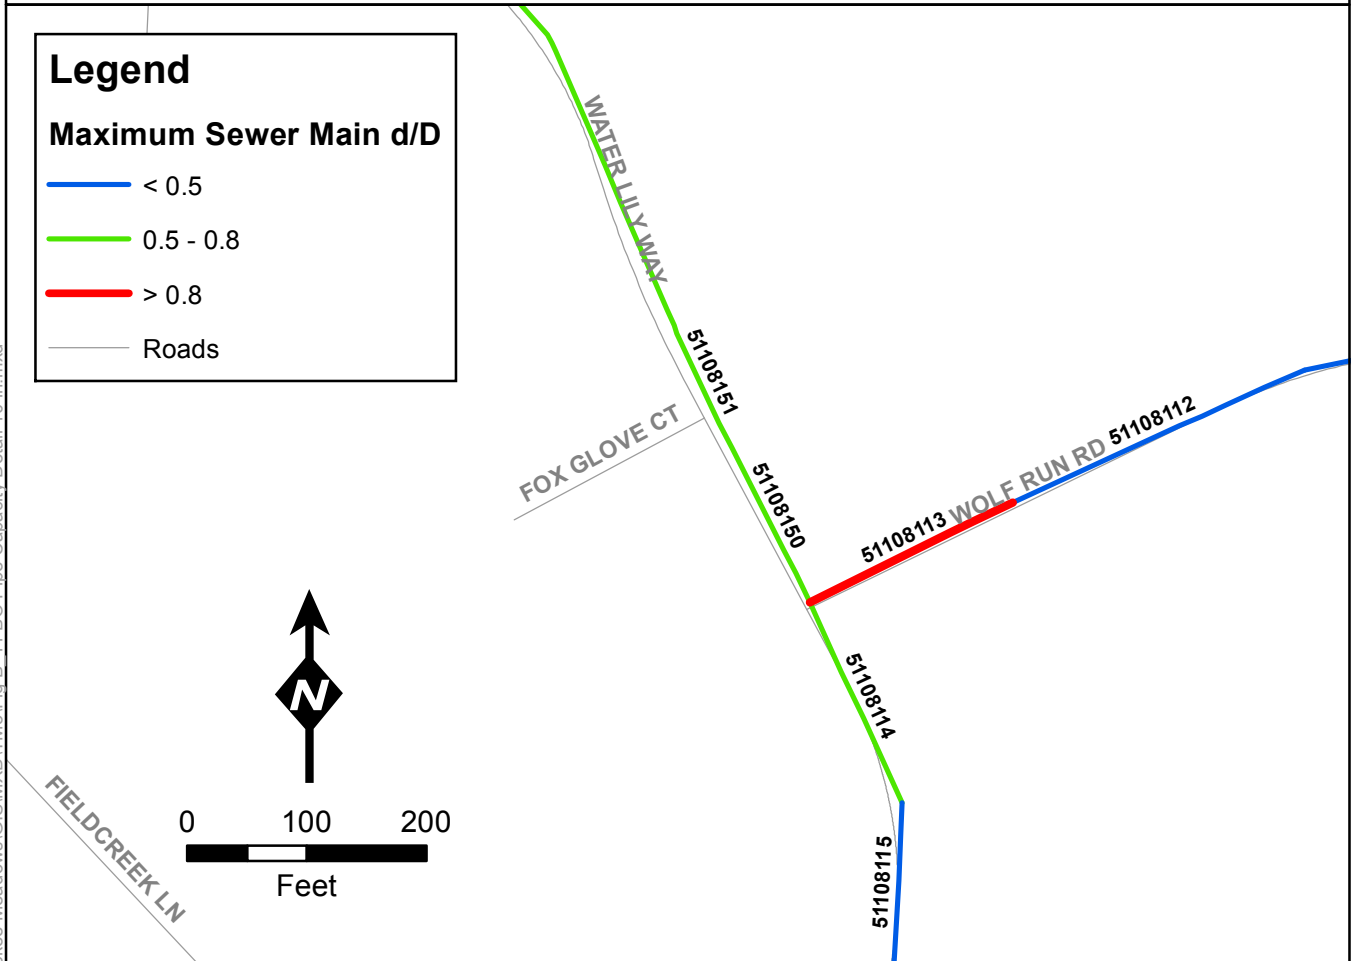 Legend
Maximum Sewer Main d/D
< 0.5
0.5 - 0.8
> 0.8
Roads
WATER LILY WAY
51108151
FOX GLOVE CT
51108150
51108112
WOLF RUN RD
51108113
51108114
51108115
N
0 100 200
Feet
FIELDCREEK LN